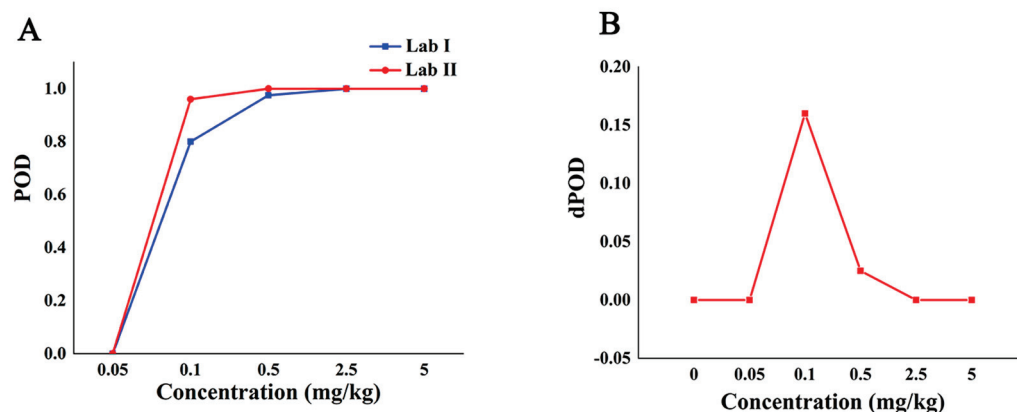 A
Lab I
Lab II
1.0
0.8
0.6
0.4
0.2
0.0
POD
0.05 0.1 0.5 2.5 5
Concentration (mg/kg)
B
0.20
0.15
0.10
0.05
0.00
-0.05
dPOD
0 0.05 0.1 0.5 2.5 5
Concentration (mg/kg)